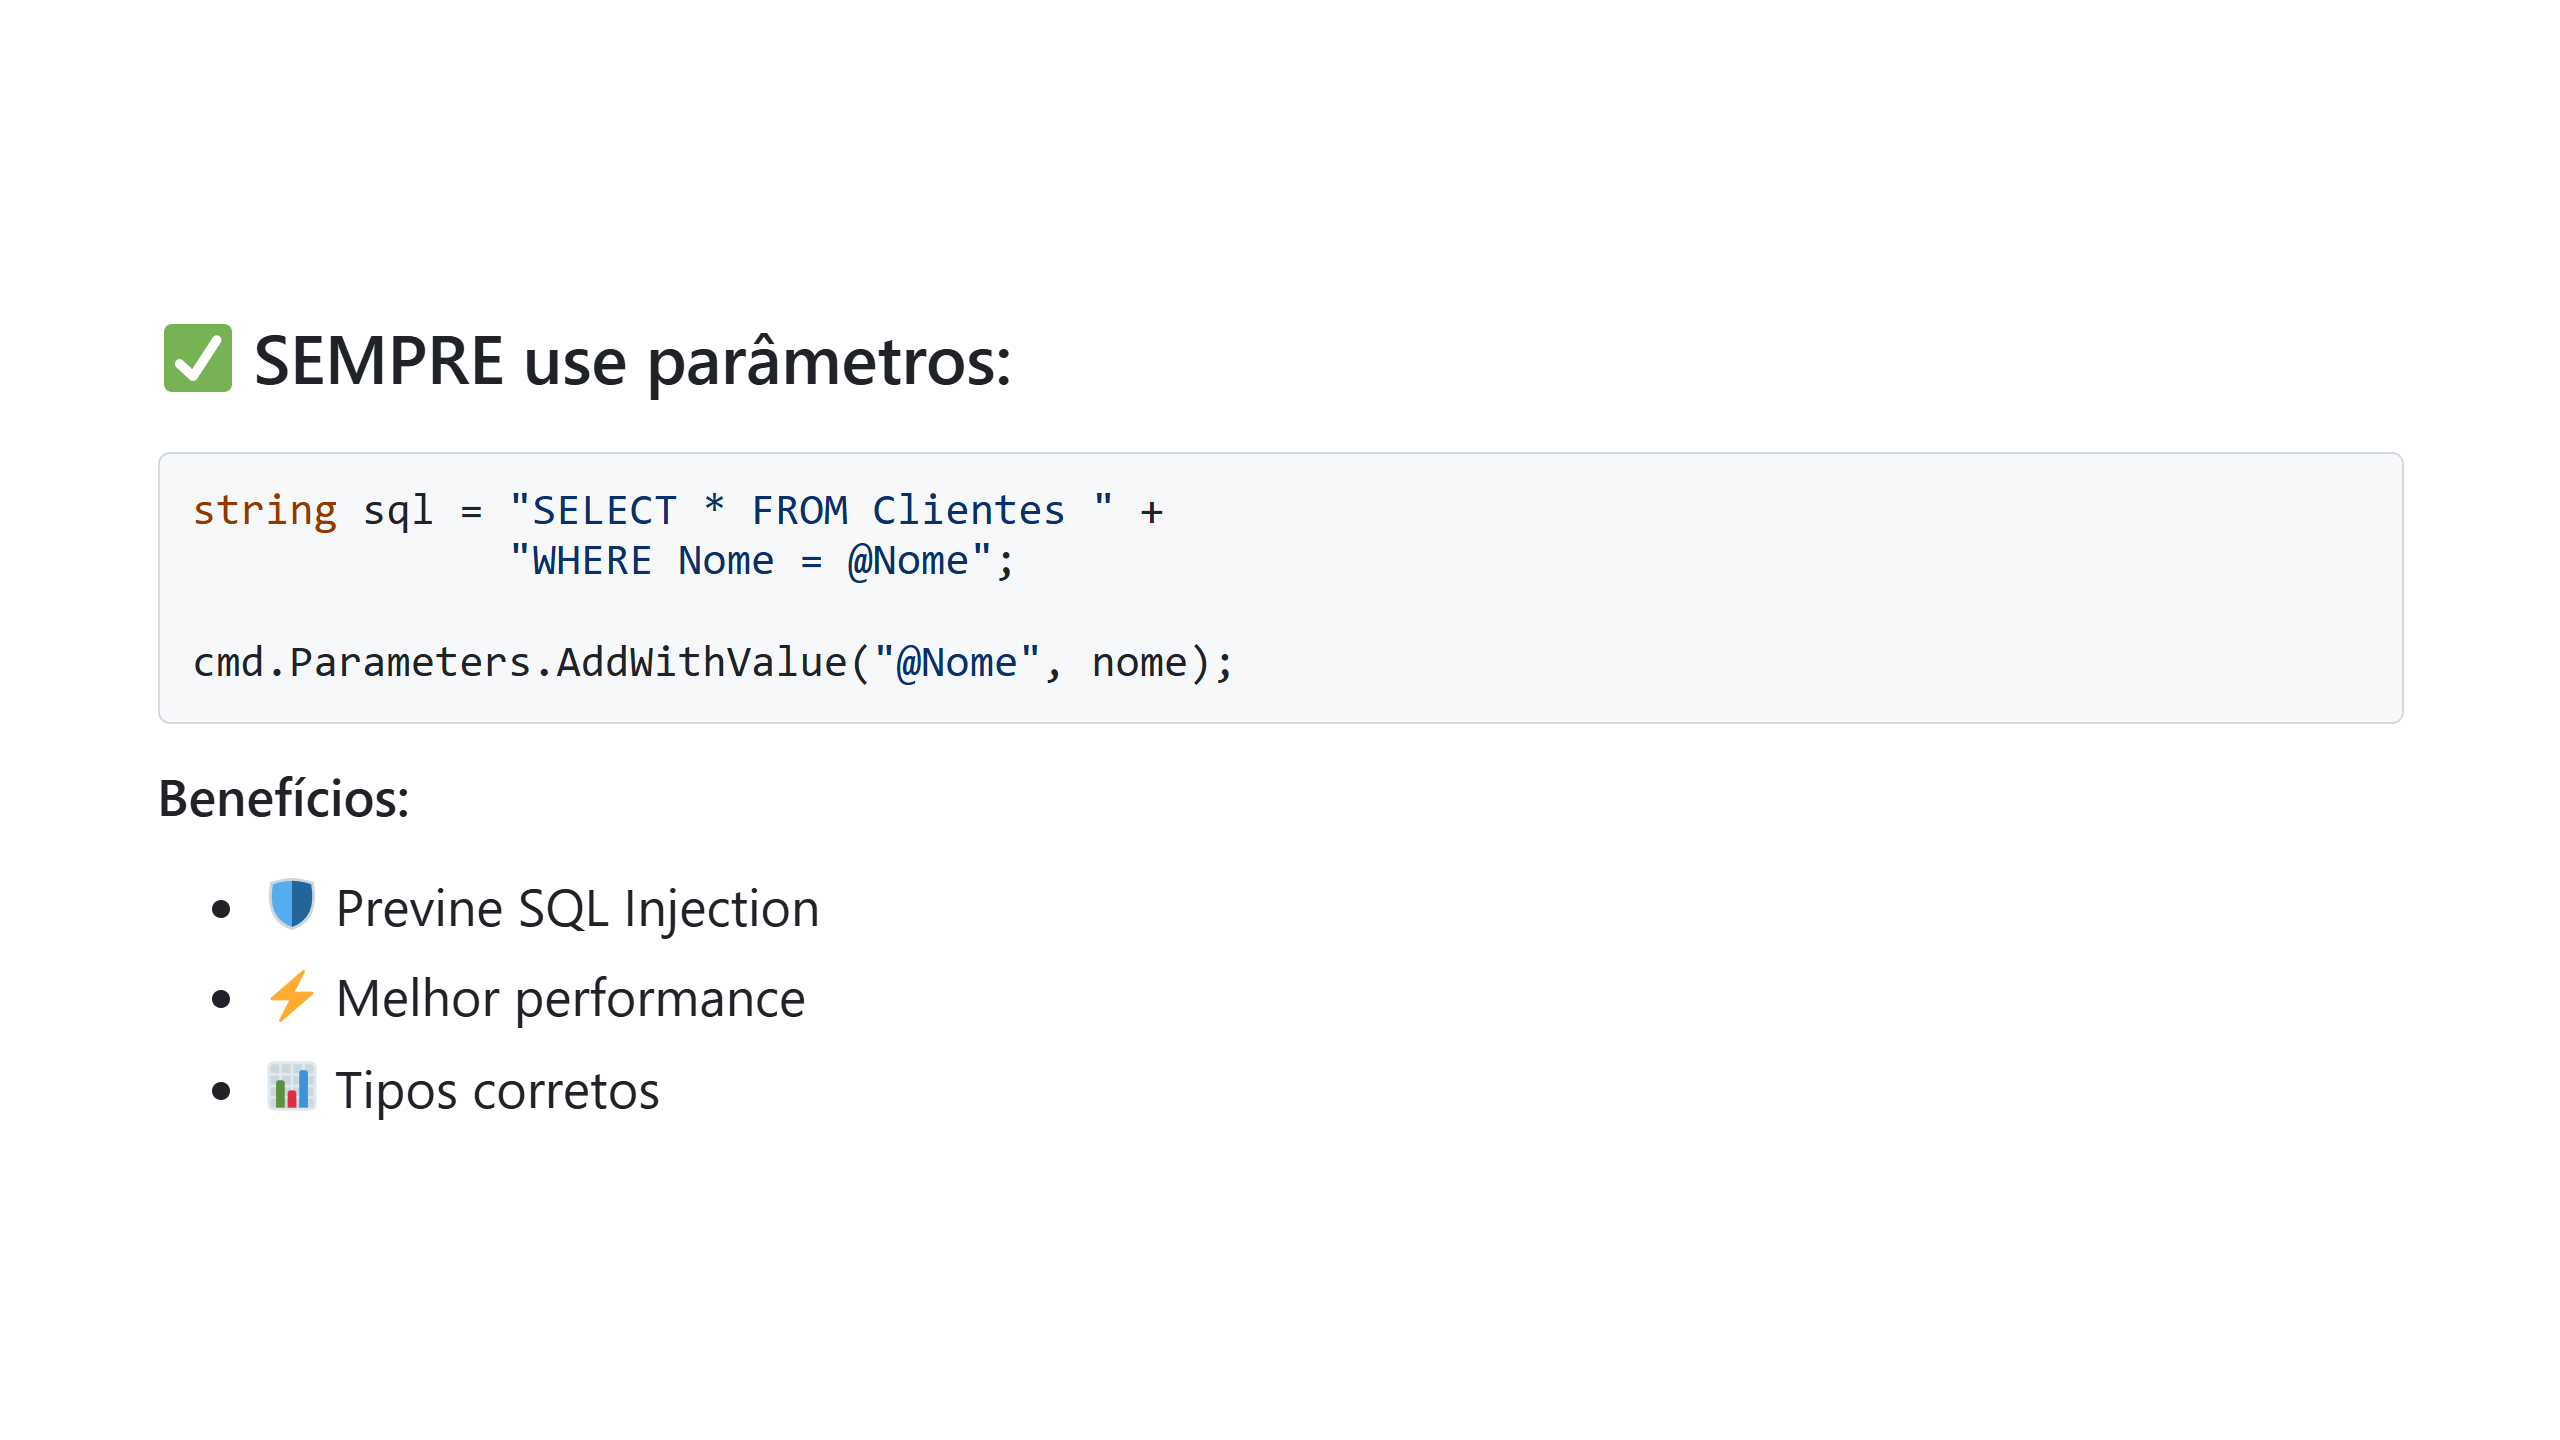 ✅ SEMPRE use parâmetros:
string sql = "SELECT * FROM Clientes " +
             "WHERE Nome = @Nome";
cmd.Parameters.AddWithValue("@Nome", nome);
Benefícios:
• 🛡️ Previne SQL Injection
• ⚡ Melhor performance
• 📊 Tipos corretos